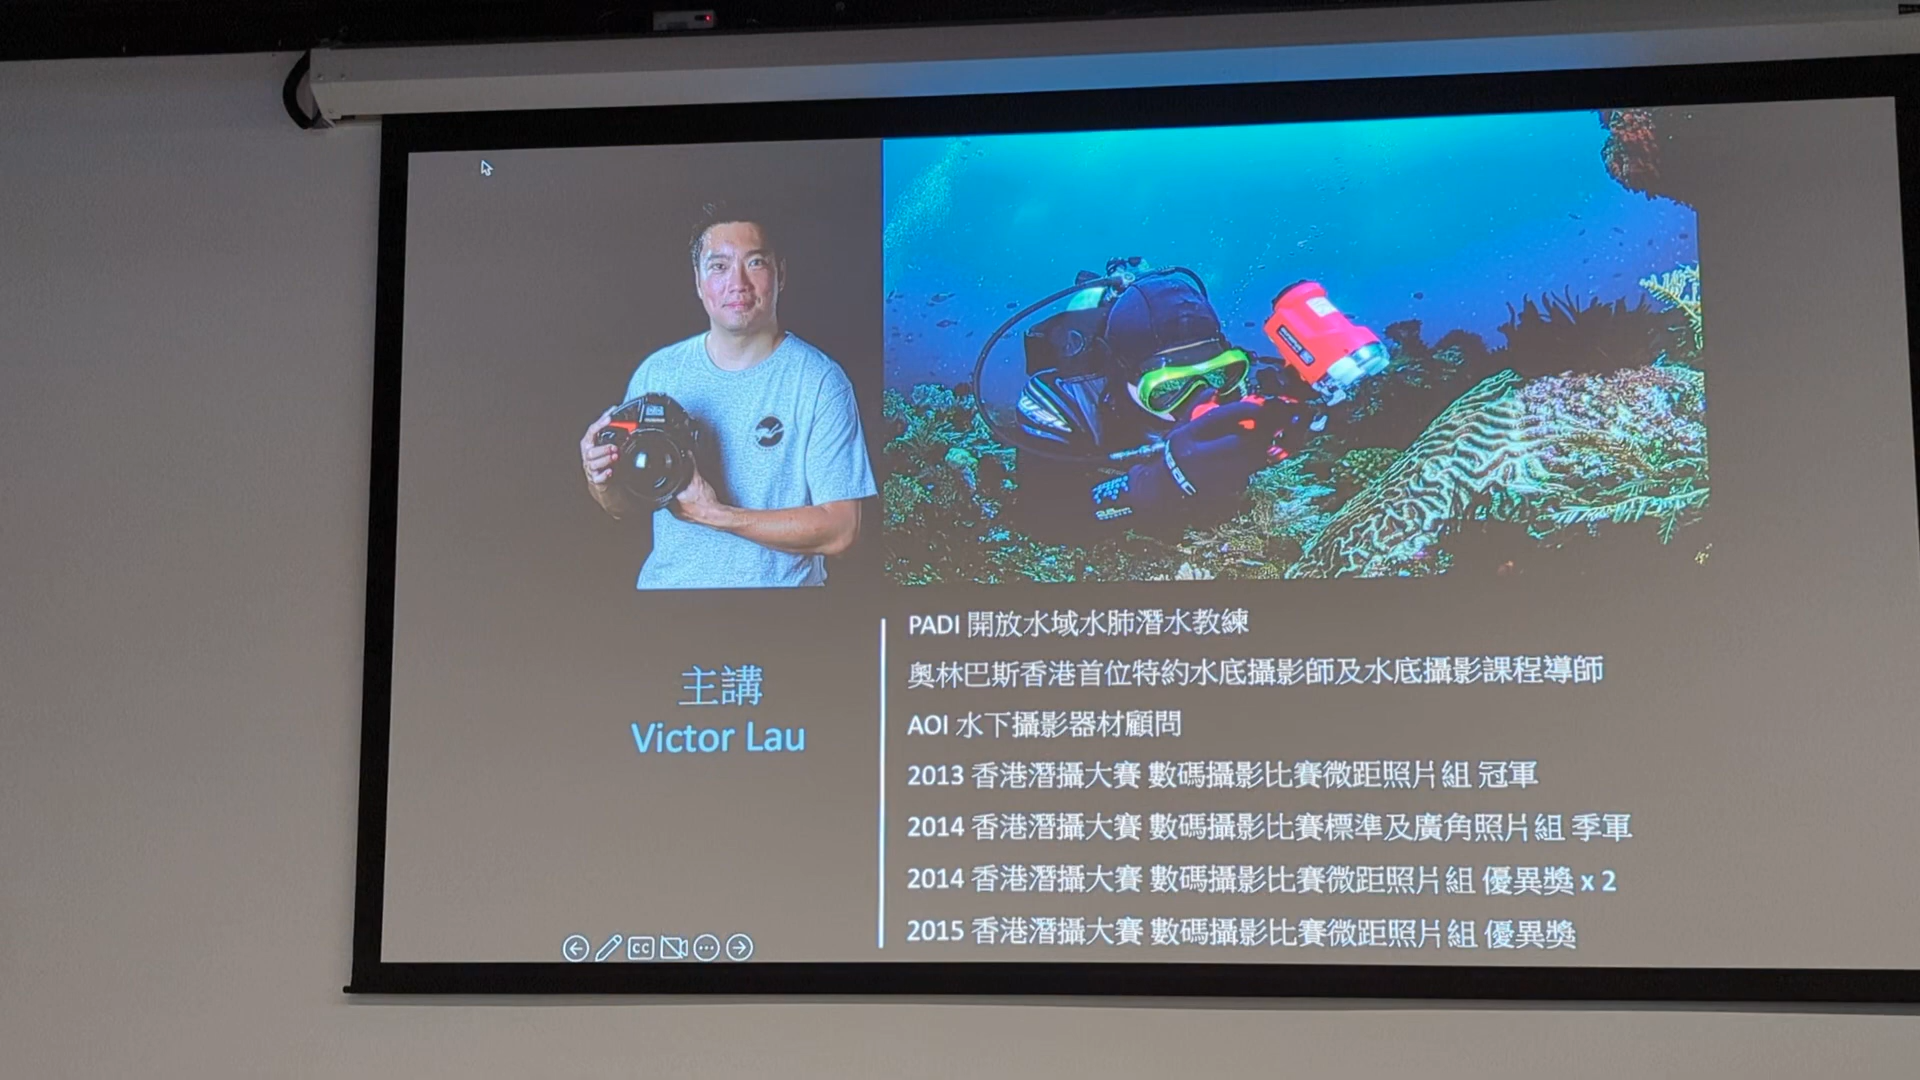 主講
Victor Lau
PADI 開放水域水肺潛水教練
奧林巴斯香港首位特約水底攝影師及水底攝影課程導師
AOI 水下攝影器材顧問
2013 香港潛攝大賽 數碼攝影比賽微距照片組 冠軍
2014 香港潛攝大賽 數碼攝影比賽標準及廣角照片組 季軍
2014 香港潛攝大賽 數碼攝影比賽微距照片組 優異獎 x 2
2015 香港潛攝大賽 數碼攝影比賽微距照片組 優異獎
CC